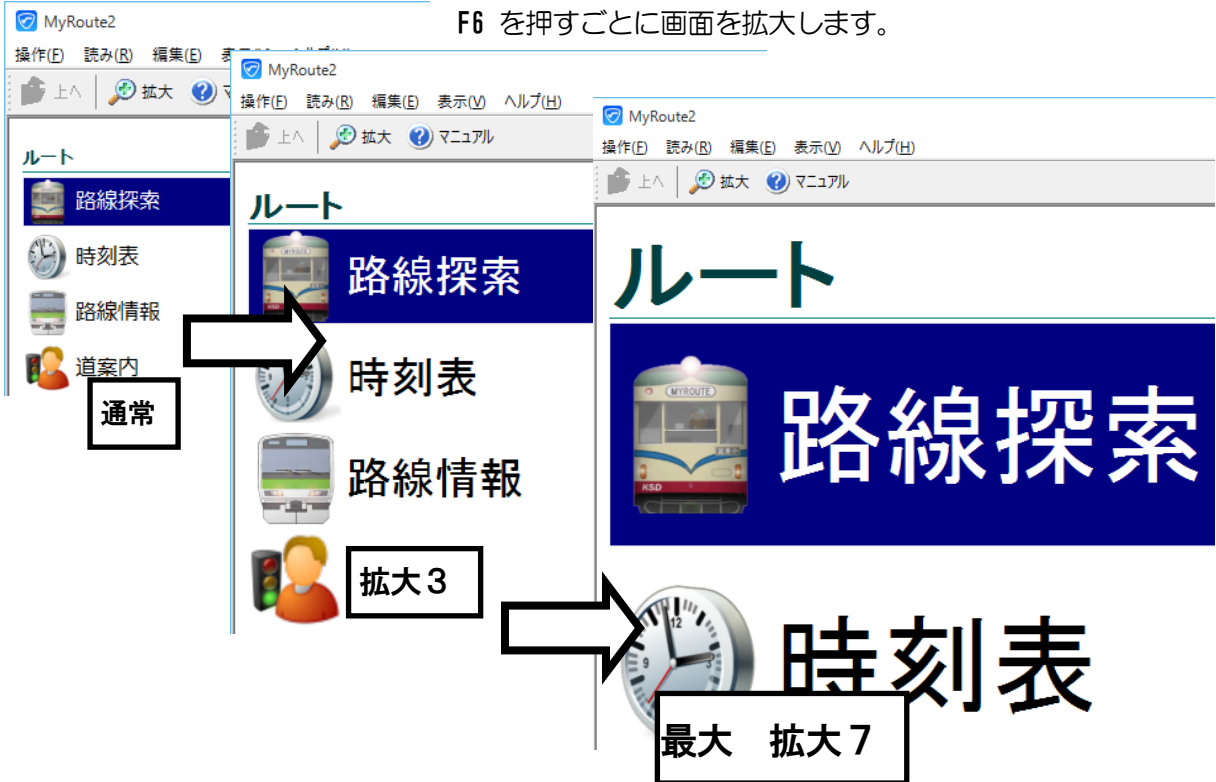 F6 を押すごとに画面を拡大します。
MyRoute2
操作(F) 読み(R) 編集(E)
上へ 拡大
ルート
路線探索
時刻表
路線情報
道案内
通常
MyRoute2
操作(F) 読み(R) 編集(E) 表示(V) ヘルプ(H)
上へ 拡大 マニュアル
ルート
路線探索
時刻表
路線情報
拡大３
MyRoute2
操作(F) 読み(R) 編集(E) 表示(V) ヘルプ(H)
上へ 拡大 マニュアル
ルート
MYROUTE
KSD
路線探索
12
9
3
時刻表
最大　拡大７